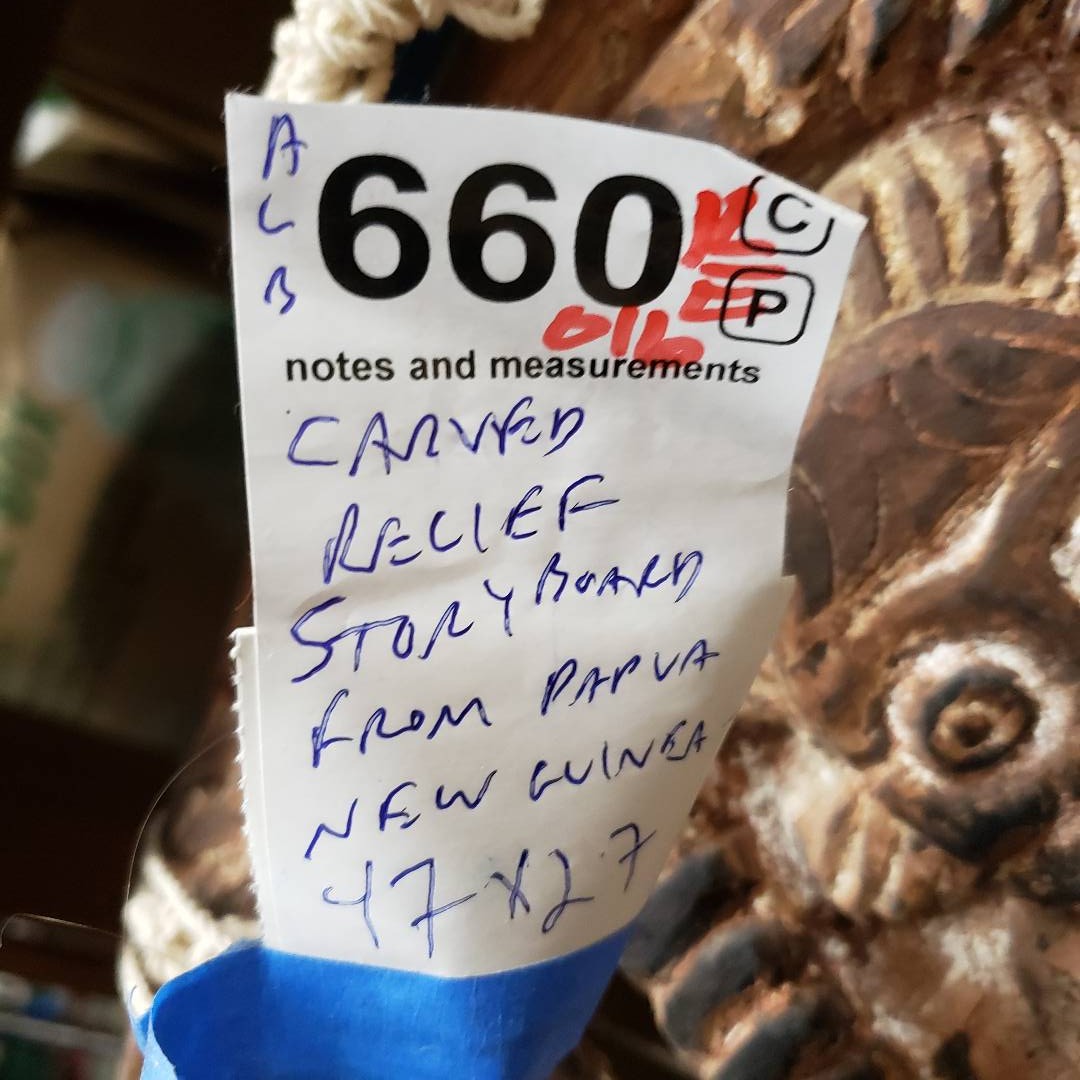 A
L
B
660
C
P
notes and measurements
CARVED
RELIEF
STORYBOARD
FROM PAPUA
NEW GUINEA
47X27